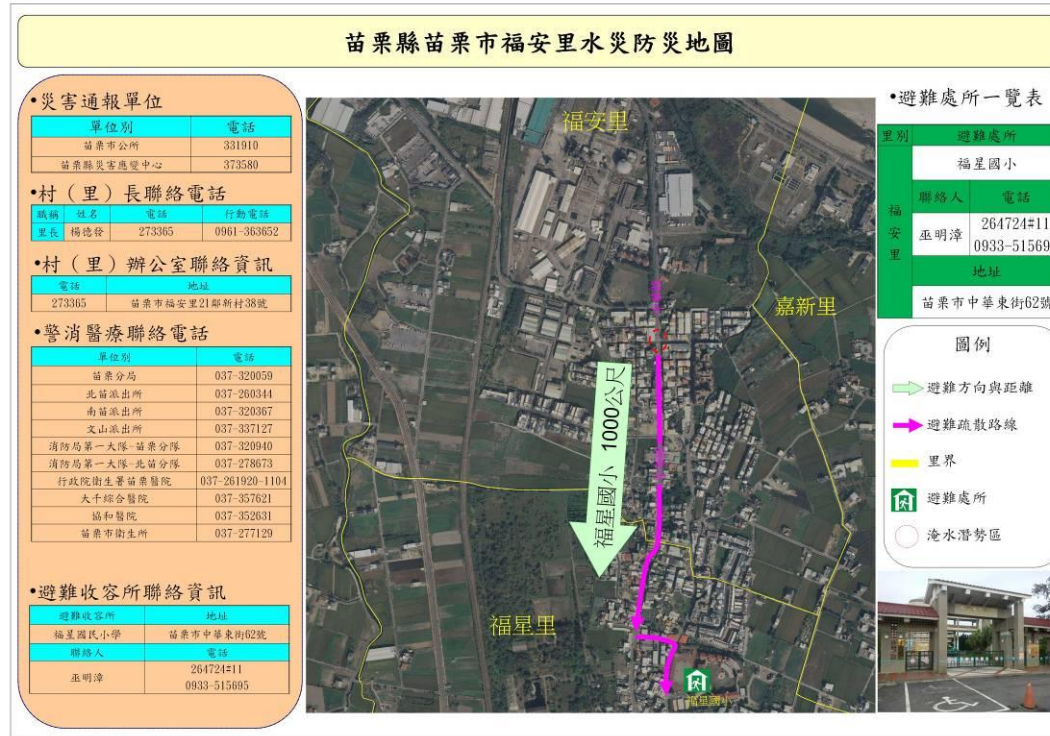 苗栗縣苗栗市福安里水災防災地圖
•災害通報單位
單位別 電話
苗栗市公所 331910
苗栗縣災害應變中心 373580
•村（里）長聯絡電話
職稱 姓名 電話 行動電話
里長 楊德發 273365 0961-363652
•村（里）辦公室聯絡資訊
電話 地址
273365 苗栗市福安里21鄰新村38號
•警消醫療聯絡電話
單位別 電話
苗栗分局 037-320059
北苗派出所 037-260344
南苗派出所 037-320367
文山派出所 037-337127
消防局第一大隊-苗栗分隊 037-320940
消防局第一大隊-北苗分隊 037-278673
行政院衛生署苗栗醫院 037-261920-1104
大千綜合醫院 037-357621
協和醫院 037-352631
苗栗市衛生所 037-277129
•避難收容所聯絡資訊
避難收容所 地址
福星國民小學 苗栗市中華東街62號
聯絡人 電話
巫明漳 264724#11
0933-515695
福安里
嘉新里
福星國小 1000公尺
福星里
福星國小
•避難處所一覽表
里別 避難處所
福安里
福星國小
聯絡人 電話
巫明漳 264724#11
0933-51569
地址
苗栗市中華東街62號
圖例
避難方向與距離
避難疏散路線
里界
避難處所
淹水潛勢區